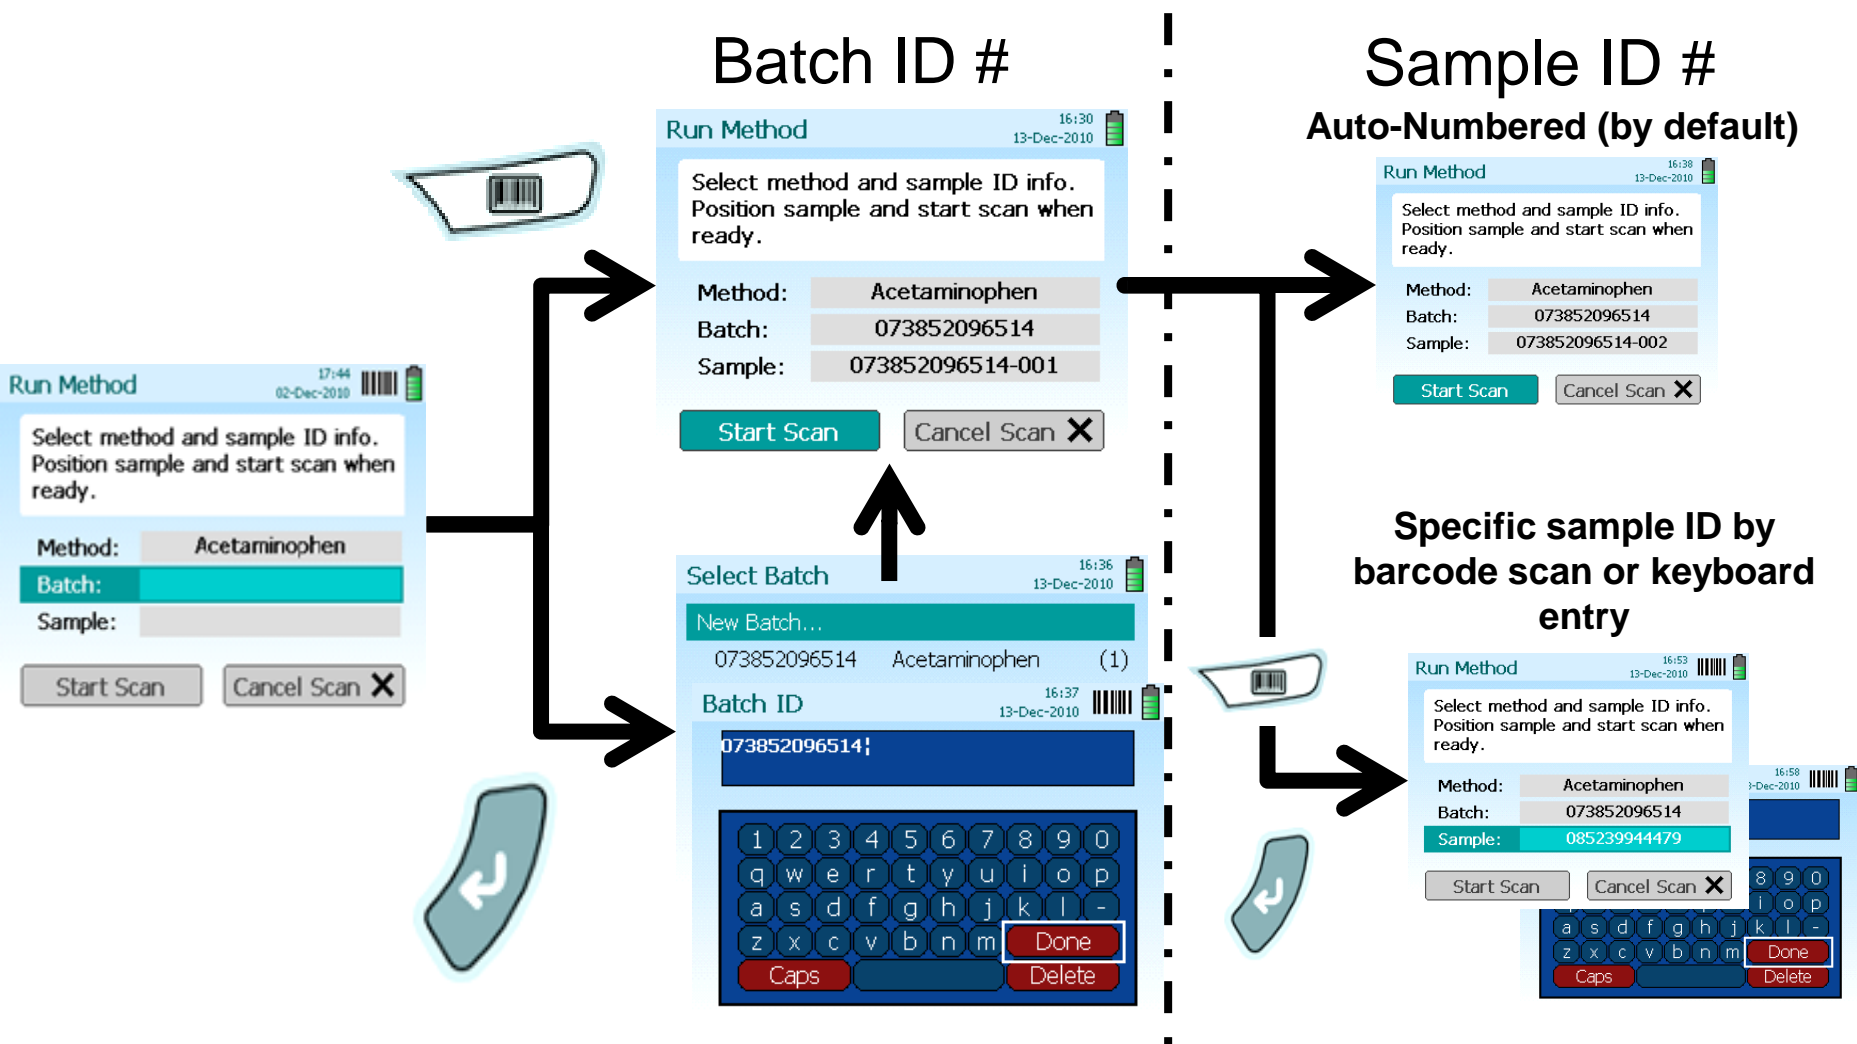 Batch ID #
Sample ID #
Auto-Numbered (by default)
Run Method
17:44
02-Dec-2010
Select method and sample ID info.
Position sample and start scan when
ready.
Method: Acetaminophen
Batch:
Sample:
Start Scan
Cancel Scan
Run Method
16:30
13-Dec-2010
Select method and sample ID info.
Position sample and start scan when
ready.
Method: Acetaminophen
Batch: 073852096514
Sample: 073852096514-001
Start Scan
Cancel Scan
Select Batch
16:36
13-Dec-2010
New Batch...
073852096514 Acetaminophen (1)
Batch ID
16:37
13-Dec-2010
073852096514
1 2 3 4 5 6 7 8 9 0
q w e r t y u i o p
a s d f g h j k l -
z x c v b n m Done
Caps Delete
Run Method
16:38
13-Dec-2010
Select method and sample ID info.
Position sample and start scan when
ready.
Method: Acetaminophen
Batch: 073852096514
Sample: 073852096514-002
Start Scan
Cancel Scan
Specific sample ID by
barcode scan or keyboard
entry
Run Method
16:53
13-Dec-2010
Select method and sample ID info.
Position sample and start scan when
ready.
Method: Acetaminophen
Batch: 073852096514
Sample: 085239944479
Start Scan
Cancel Scan
16:58
-Dec-2010
8 9 0
i o p
a s d f g h j k l -
z x c v b n m Done
Caps Delete